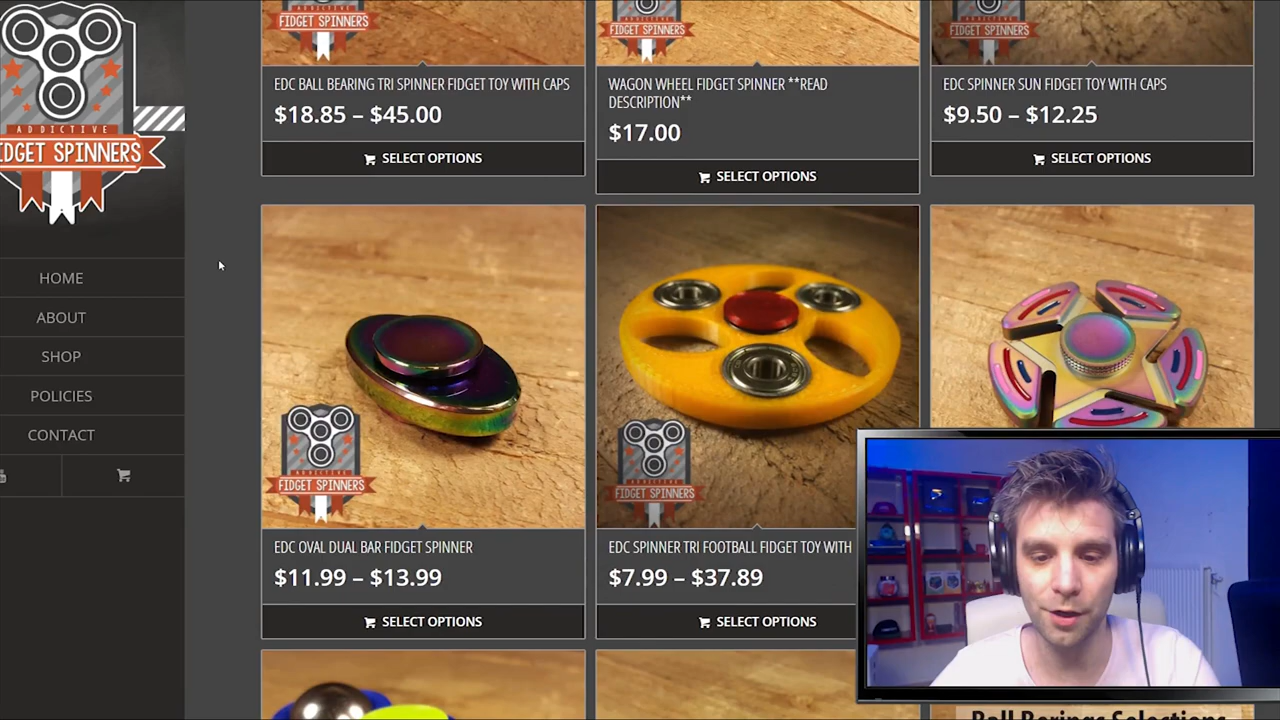 FIDGET SPINNERS
FIDGET SPINNERS
FIDGET SPINNERS
EDC BALL BEARING TRI SPINNER FIDGET TOY WITH CAPS
$18.85 – $45.00
SELECT OPTIONS
WAGON WHEEL FIDGET SPINNER **READ
DESCRIPTION**
$17.00
SELECT OPTIONS
EDC SPINNER SUN FIDGET TOY WITH CAPS
$9.50 – $12.25
SELECT OPTIONS
ADDICTIVE
IDGET SPINNERS
HOME
ABOUT
SHOP
POLICIES
CONTACT
FIDGET SPINNERS
FIDGET SPINNERS
EDC OVAL DUAL BAR FIDGET SPINNER
$11.99 – $13.99
SELECT OPTIONS
EDC SPINNER TRI FOOTBALL FIDGET TOY WITH
$7.99 – $37.89
SELECT OPTIONS